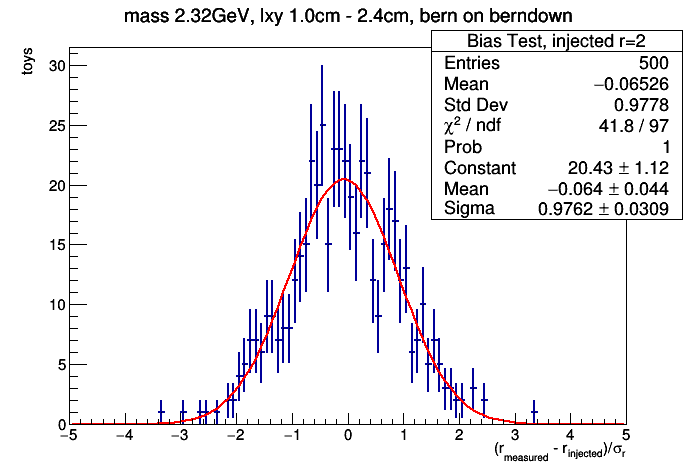 mass 2.32GeV, lxy 1.0cm - 2.4cm, bern on berndown
Bias Test, injected r=2
Entries 500
Mean −0.06526
Std Dev 0.9778
χ² / ndf 41.8 / 97
Prob 1
Constant 20.43 ± 1.12
Mean −0.064 ± 0.044
Sigma 0.9762 ± 0.0309
toys
30
25
20
15
10
5
0
−5 −4 −3 −2 −1 0 1 2 3 4 5
(r_measured - r_injected)/σ_r